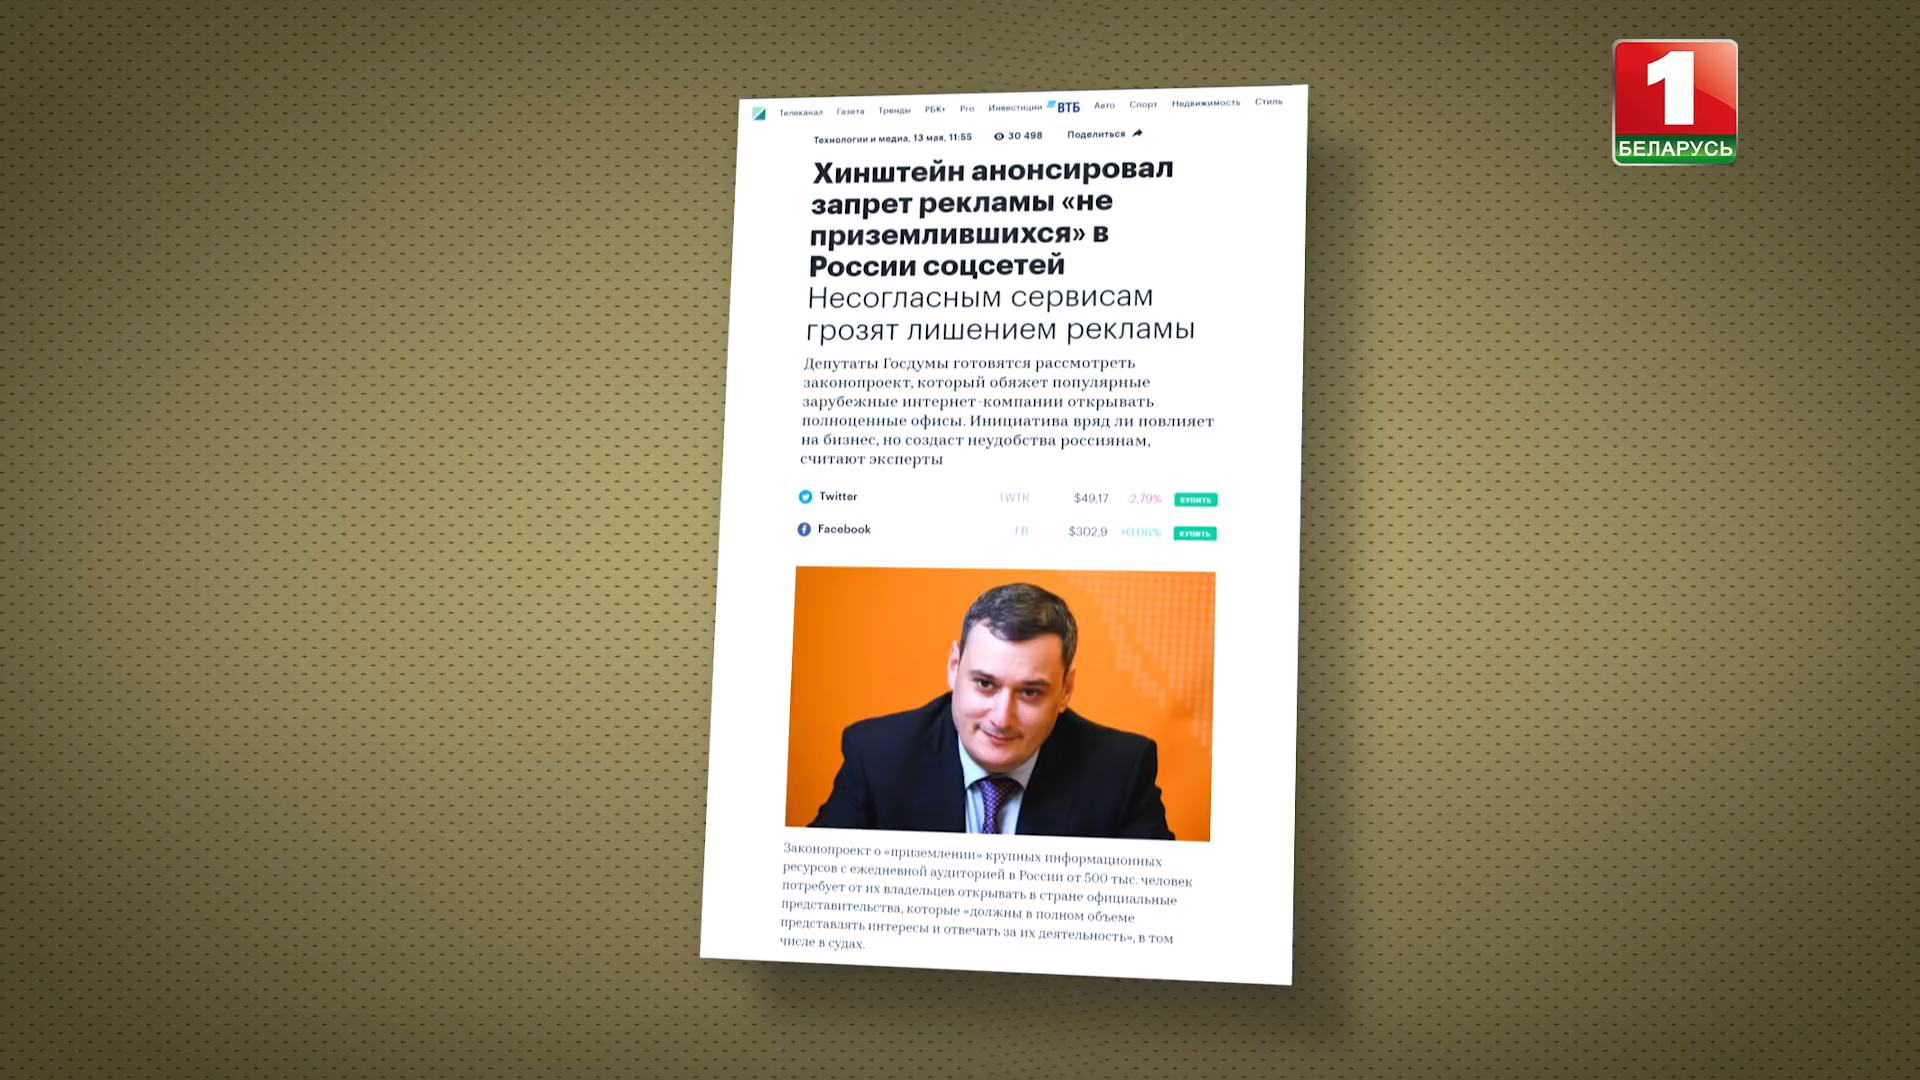 1
БЕЛАРУСЬ
Телеканал Газета Тренды РБК+ Pro Инвестиции ВТБ Авто Спорт Недвижимость Стиль
Технологии и медиа, 13 мая, 11:55 30 498 Поделиться
Хинштейн анонсировал
запрет рекламы «не
приземлившихся» в
России соцсетей
Несогласным сервисам
грозят лишением рекламы
Депутаты Госдумы готовятся рассмотреть
законопроект, который обяжет популярные
зарубежные интернет-компании открывать
полноценные офисы. Инициатива вряд ли повлияет
на бизнес, но создаст неудобства россиянам,
считают эксперты
Twitter TWTR $49,17 -2,79% КУПИТЬ
Facebook FB $302,9 +0,06% КУПИТЬ
Законопроект о «приземлении» крупных информационных
ресурсов с ежедневной аудиторией в России от 500 тыс. человек
потребует от их владельцев открывать в стране официальные
представительства, которые «должны в полном объеме
представлять интересы и отвечать за их деятельность», в том
числе в судах.